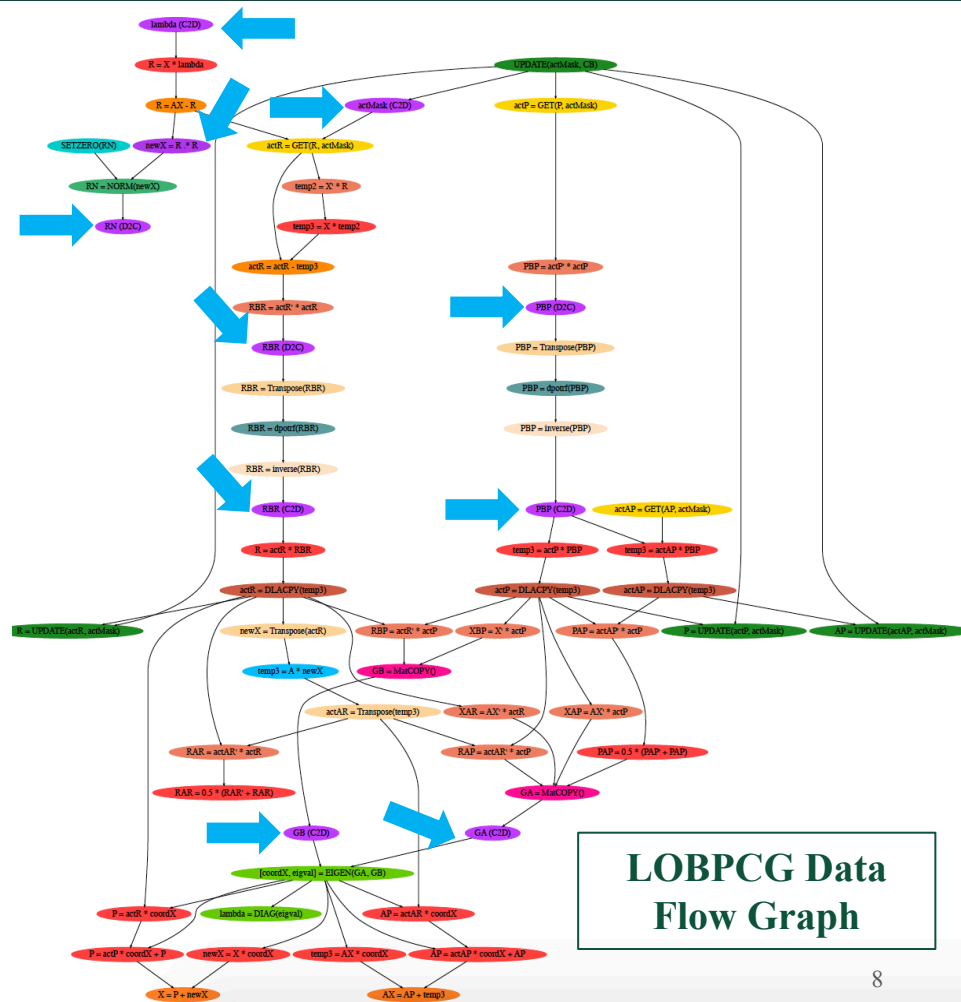 lambda (C2D)
R = X * lambda
UPDATE(actMask, CB)
R = AX - R
actMask (C2D)
actP = GET(P, actMask)
SETZERO(RN)
newX = R .* R
actR = GET(R, actMask)
RN = NORM(newX)
temp2 = X' * R
RN (D2C)
temp3 = X * temp2
actR = actR - temp3
PBP = actP' * actP
RBR = actR' * actR
PBP (D2C)
RBR (D2C)
PBP = Transpose(PBP)
RBR = Transpose(RBR)
PBP = dpotrf(PBP)
RBR = dpotrf(RBR)
PBP = inverse(PBP)
RBR = inverse(RBR)
RBR (C2D)
PBP (C2D)
actAP = GET(AP, actMask)
R = actR * RBR
temp3 = actP * PBP
temp3 = actAP * PBP
actR = DLACPY(temp3)
actP = DLACPY(temp3)
actAP = DLACPY(temp3)
R = UPDATE(actR, actMask)
newX = Transpose(actR)
RBP = actR' * actP
XBP = X' * actP
PAP = actAP' * actP
P = UPDATE(actP, actMask)
AP = UPDATE(actAP, actMask)
temp3 = A * newX
GB = MatCOPY()
actAR = Transpose(temp3)
XAR = AX' * actR
XAP = AX' * actP
RAR = actAR' * actR
RAP = actAR' * actP
PAP = 0.5 * (PAP' + PAP)
RAR = 0.5 * (RAR' + RAR)
GA = MatCOPY()
GB (C2D)
GA (C2D)
[coordX, eigval] = EIGEN(GA, GB)
P = actR * coordX
lambda = DIAG(eigval)
AP = actAR * coordX
P = actP * coordX + P
newX = X * coordX
temp3 = AX * coordX
AP = actAP * coordX + AP
X = P + newX
AX = AP + temp3
LOBPCG Data
Flow Graph
8